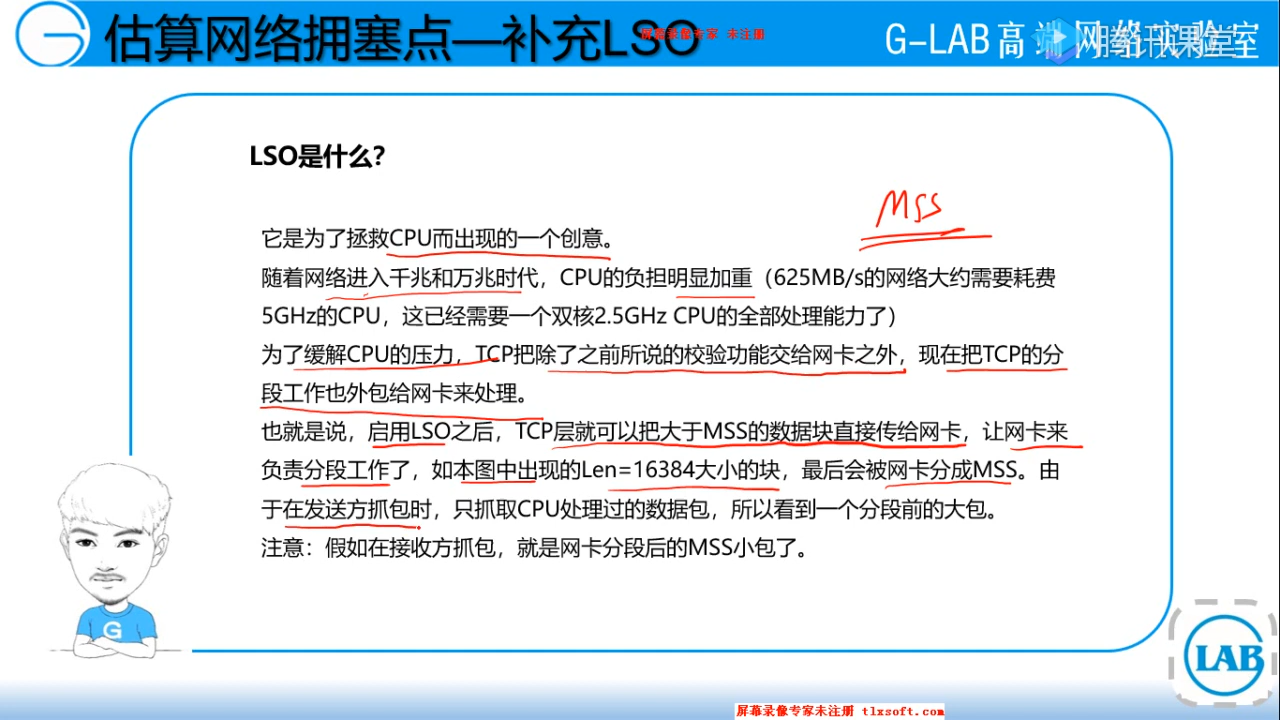 估算网络拥塞点—补充LSO
屏幕录像专家 未注册
G-LAB高端网络实验室
腾讯课堂
LSO是什么？
MSS
它是为了拯救CPU而出现的一个创意。
随着网络进入千兆和万兆时代，CPU的负担明显加重（625MB/s的网络大约需要耗费
5GHz的CPU，这已经需要一个双核2.5GHz CPU的全部处理能力了）
为了缓解CPU的压力，TCP把除了之前所说的校验功能交给网卡之外，现在把TCP的分
段工作也外包给网卡来处理。
也就是说，启用LSO之后，TCP层就可以把大于MSS的数据块直接传给网卡，让网卡来
负责分段工作了，如本图中出现的Len=16384大小的块，最后会被网卡分成MSS。由
于在发送方抓包时，只抓取CPU处理过的数据包，所以看到一个分段前的大包。
注意：假如在接收方抓包，就是网卡分段后的MSS小包了。
G
LAB
屏幕录像专家未注册 tlxsoft.com